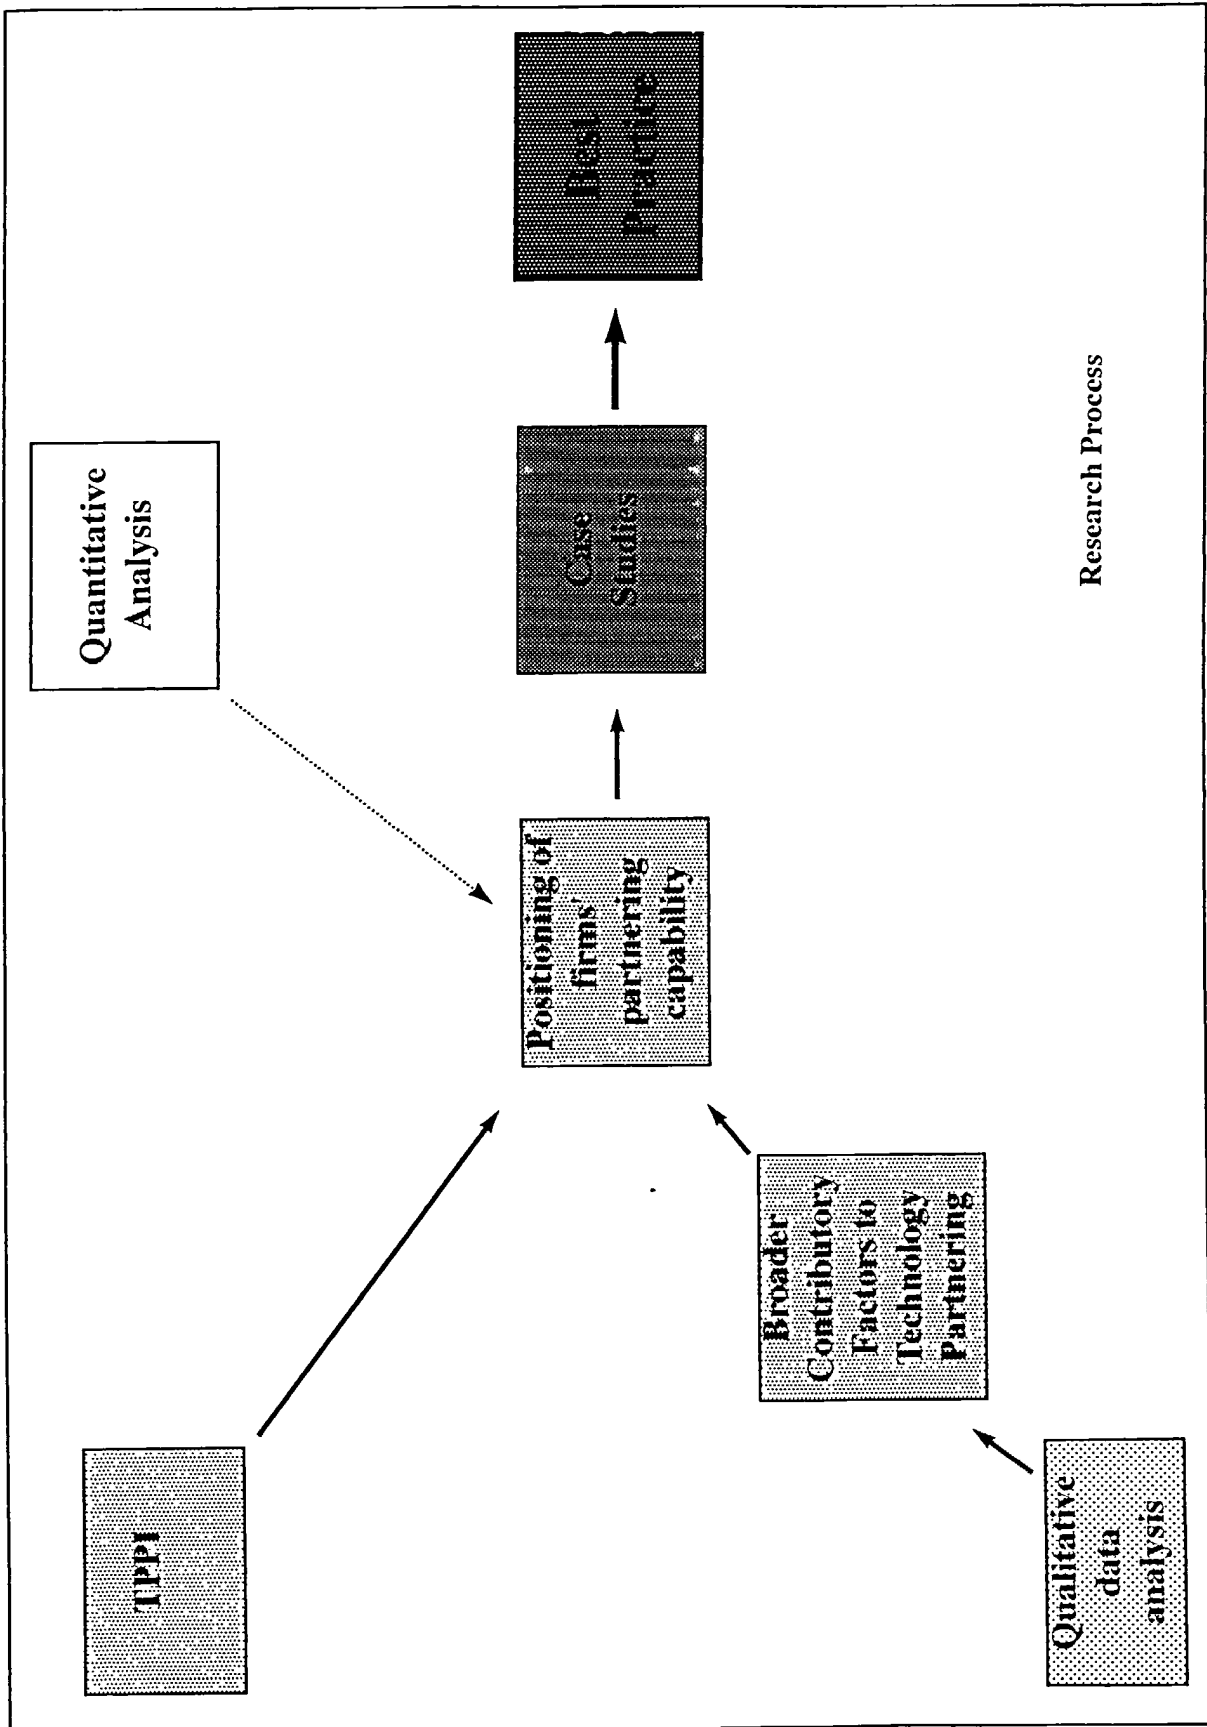 TPPI
Quantitative
Analysis
Positioning of
firms'
partnering
capability
Case
Studies
Best
Practice
Broader
Contributory
Factors to
Technology
Partnering
Qualitative
data
analysis
Research Process